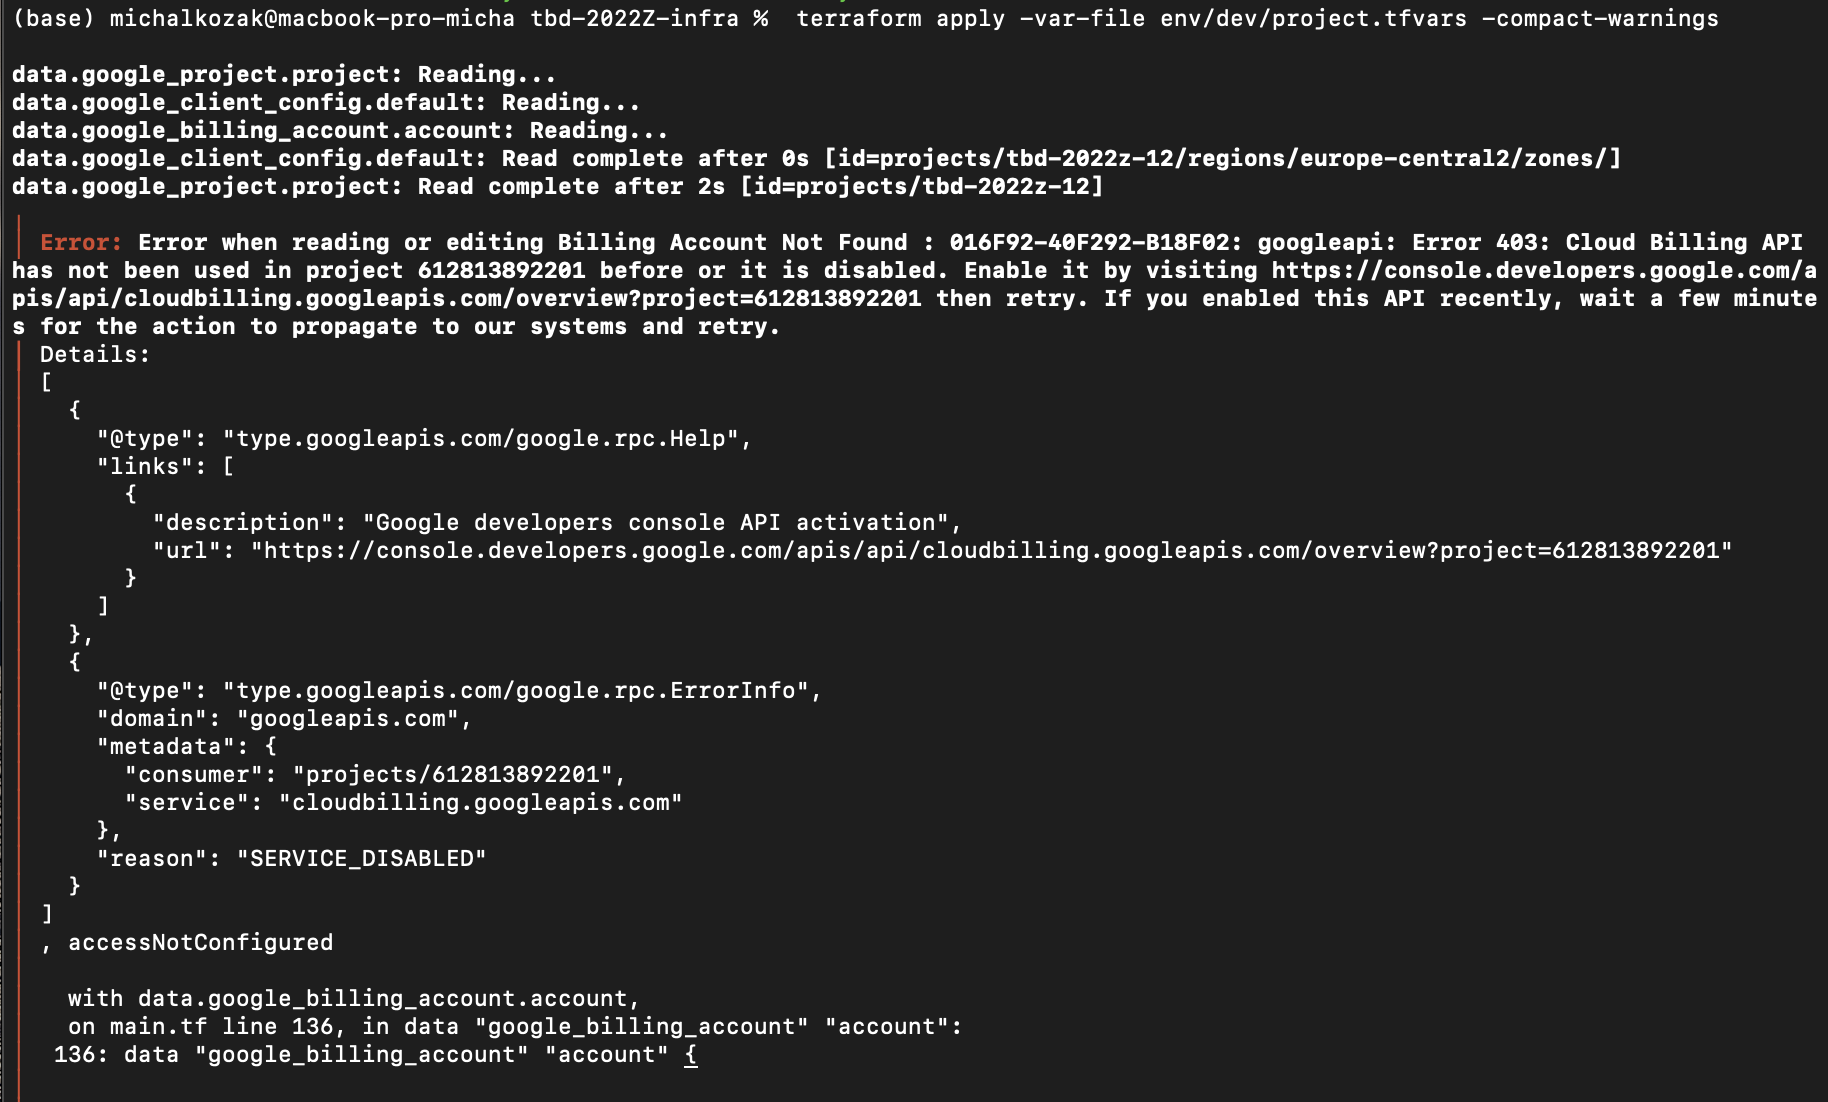 (base) michalkozak@macbook-pro-micha tbd-2022Z-infra %  terraform apply -var-file env/dev/project.tfvars -compact-warnings
data.google_project.project: Reading...
data.google_client_config.default: Reading...
data.google_billing_account.account: Reading...
data.google_client_config.default: Read complete after 0s [id=projects/tbd-2022z-12/regions/europe-central2/zones/]
data.google_project.project: Read complete after 2s [id=projects/tbd-2022z-12]
Error: Error when reading or editing Billing Account Not Found : 016F92-40F292-B18F02: googleapi: Error 403: Cloud Billing API
has not been used in project 612813892201 before or it is disabled. Enable it by visiting https://console.developers.google.com/a
pis/api/cloudbilling.googleapis.com/overview?project=612813892201 then retry. If you enabled this API recently, wait a few minute
s for the action to propagate to our systems and retry.
Details:
[
{
"@type": "type.googleapis.com/google.rpc.Help",
"links": [
{
"description": "Google developers console API activation",
"url": "https://console.developers.google.com/apis/api/cloudbilling.googleapis.com/overview?project=612813892201"
}
]
},
{
"@type": "type.googleapis.com/google.rpc.ErrorInfo",
"domain": "googleapis.com",
"metadata": {
"consumer": "projects/612813892201",
"service": "cloudbilling.googleapis.com"
},
"reason": "SERVICE_DISABLED"
}
]
, accessNotConfigured
with data.google_billing_account.account,
on main.tf line 136, in data "google_billing_account" "account":
136: data "google_billing_account" "account" {